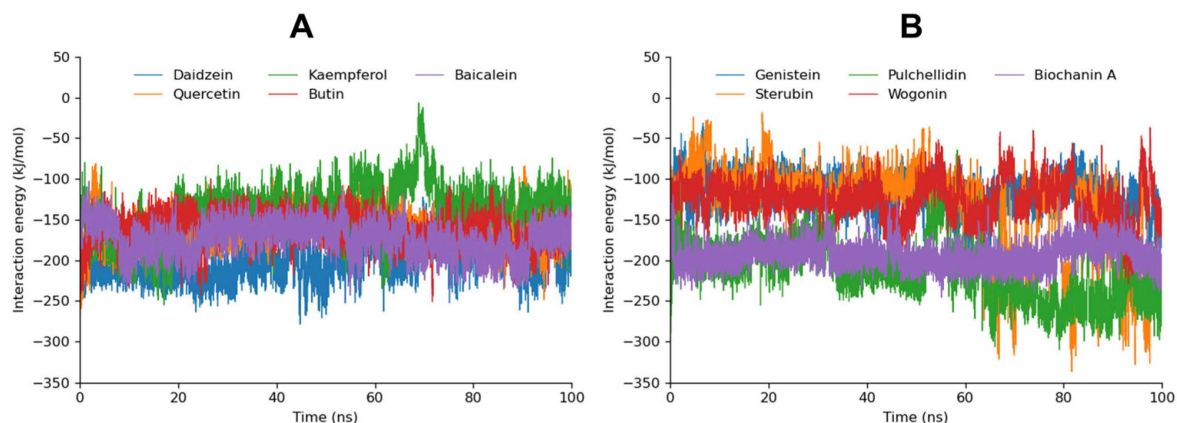 A
B
Interaction energy (kJ/mol)
50
0
−50
−100
−150
−200
−250
−300
−350
Daidzein Kaempferol Baicalein
Quercetin Butin
0 20 40 60 80 100
Time (ns)
Interaction energy (kJ/mol)
50
0
−50
−100
−150
−200
−250
−300
−350
Genistein Pulchellidin Biochanin A
Sterubin Wogonin
0 20 40 60 80 100
Time (ns)